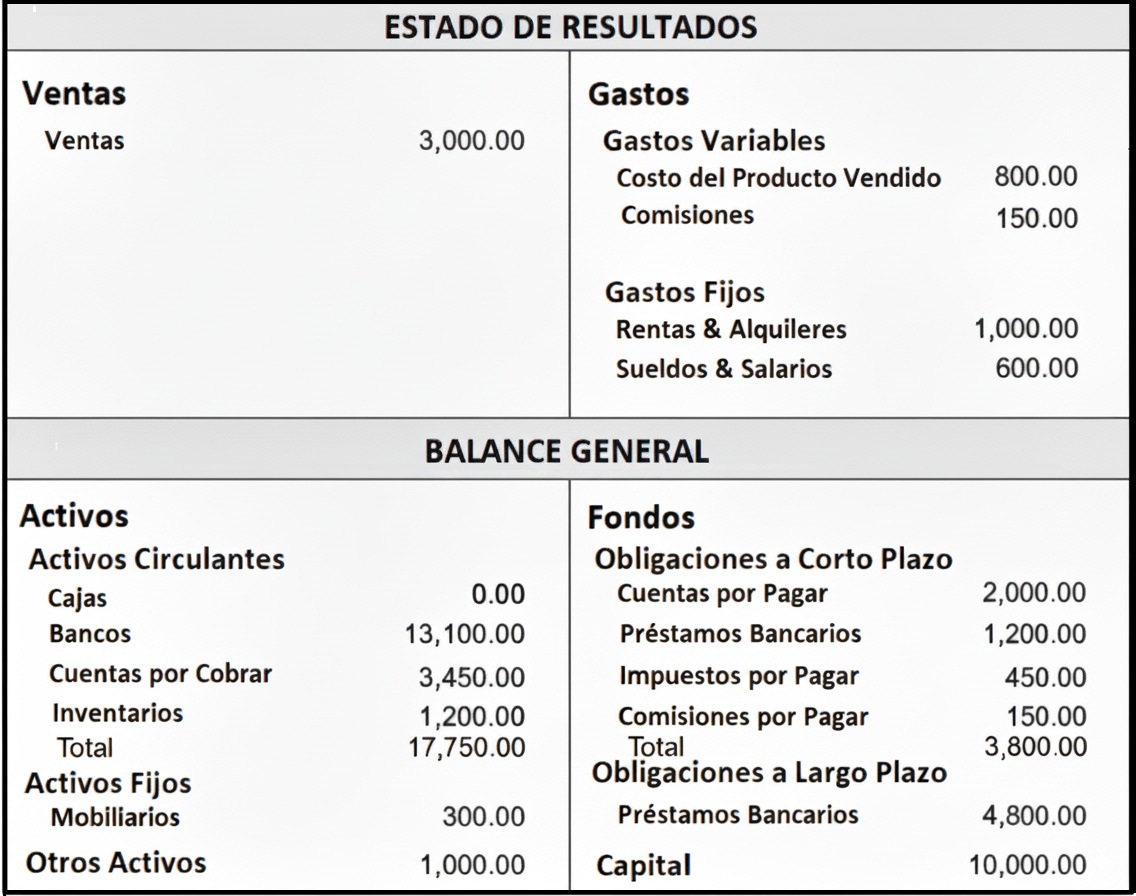 ESTADO DE RESULTADOS
Ventas
Ventas 3,000.00
Gastos
Gastos Variables
Costo del Producto Vendido 800.00
Comisiones 150.00
Gastos Fijos
Rentas & Alquileres 1,000.00
Sueldos & Salarios 600.00
BALANCE GENERAL
Activos
Activos Circulantes
Cajas 0.00
Bancos 13,100.00
Cuentas por Cobrar 3,450.00
Inventarios 1,200.00
Total 17,750.00
Activos Fijos
Mobiliarios 300.00
Otros Activos 1,000.00
Fondos
Obligaciones a Corto Plazo
Cuentas por Pagar 2,000.00
Préstamos Bancarios 1,200.00
Impuestos por Pagar 450.00
Comisiones por Pagar 150.00
Total 3,800.00
Obligaciones a Largo Plazo
Préstamos Bancarios 4,800.00
Capital 10,000.00